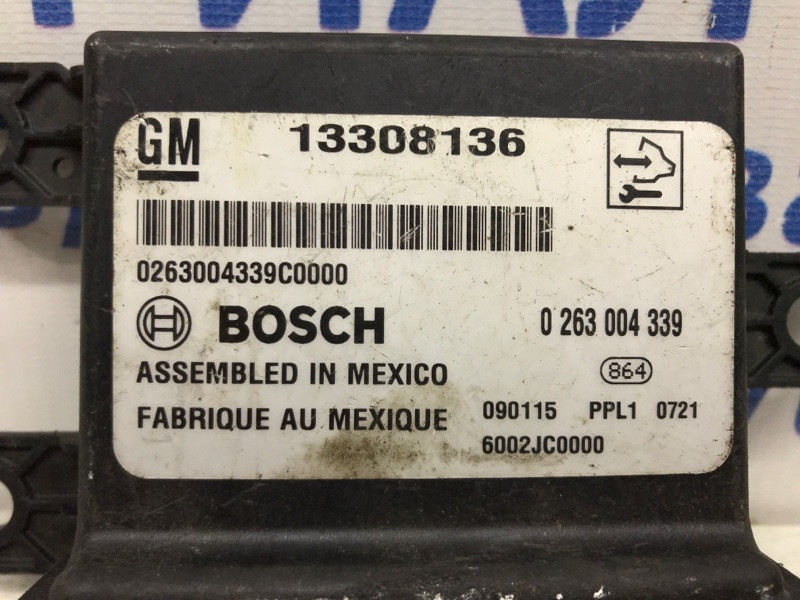 GM 13308136
0263004339C0000
BOSCH 0 263 004 339
ASSEMBLED IN MEXICO 864
FABRIQUE AU MEXIQUE 090115 PPL1 0721
6002JC0000